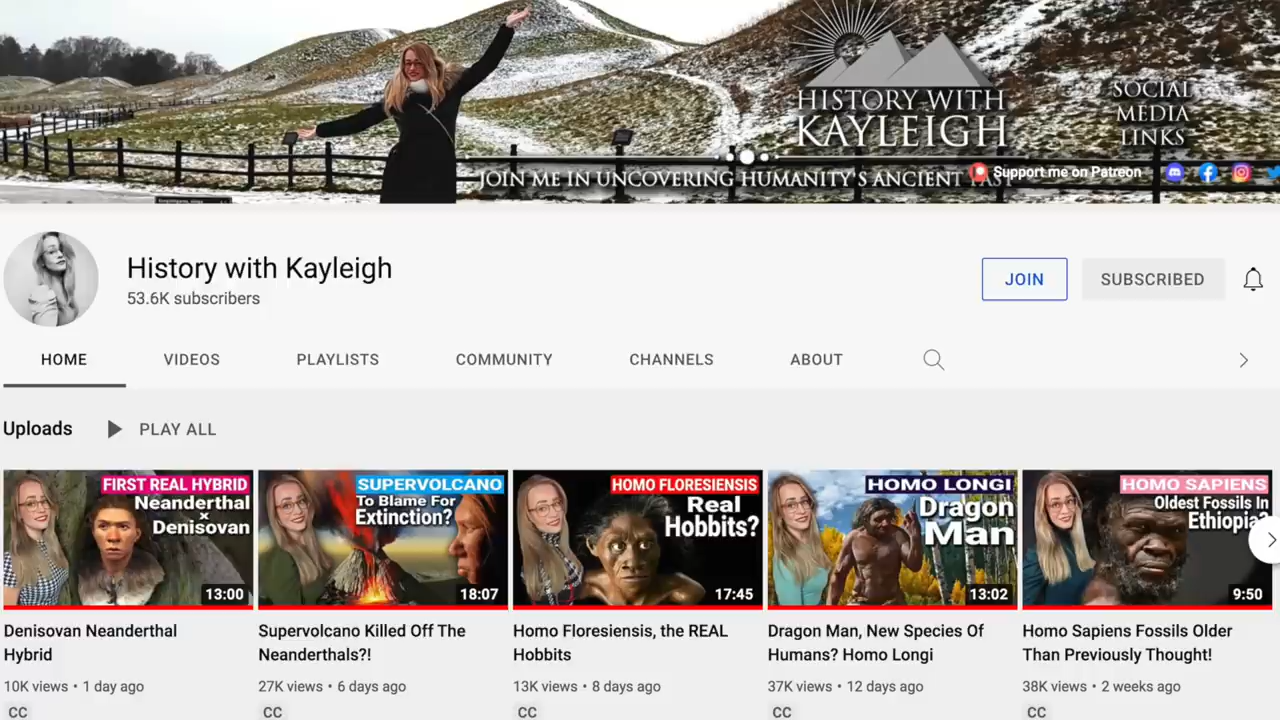 HISTORY WITH
KAYLEIGH
SOCIAL
MEDIA
LINKS
JOIN ME IN UNCOVERING HUMANITY'S ANCIENT PAST
Support me on Patreon
History with Kayleigh
53.6K subscribers
JOIN
SUBSCRIBED
HOME
VIDEOS
PLAYLISTS
COMMUNITY
CHANNELS
ABOUT
Uploads
PLAY ALL
FIRST REAL HYBRID
Neanderthal
x
Denisovan
13:00
SUPERVOLCANO
To Blame For
Extinction?
18:07
HOMO FLORESIENSIS
Real
Hobbits?
17:45
HOMO LONGI
Dragon
Man
13:02
HOMO SAPIENS
Oldest Fossils In
Ethiopia?
9:50
Denisovan Neanderthal
Hybrid
10K views • 1 day ago
CC
Supervolcano Killed Off The
Neanderthals?!
27K views • 6 days ago
CC
Homo Floresiensis, the REAL
Hobbits
13K views • 8 days ago
CC
Dragon Man, New Species Of
Humans? Homo Longi
37K views • 12 days ago
CC
Homo Sapiens Fossils Older
Than Previously Thought!
38K views • 2 weeks ago
CC